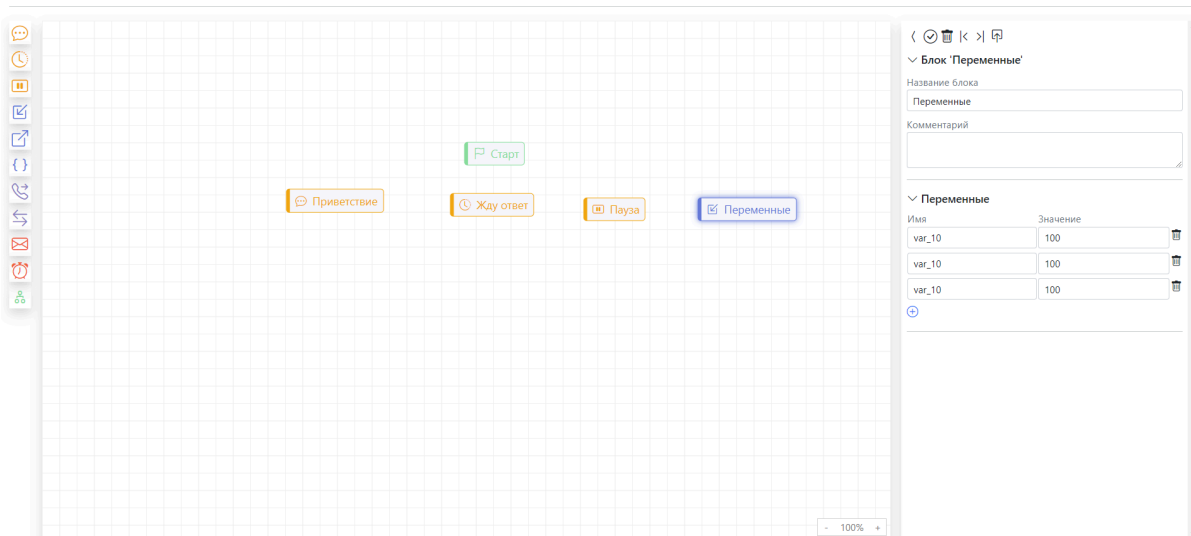 Старт
Приветствие
Жду ответ
Пауза
Переменные
- 100% +
Блок 'Переменные'
Название блока
Переменные
Комментарий
Переменные
Имя Значение
var_10 100
var_10 100
var_10 100